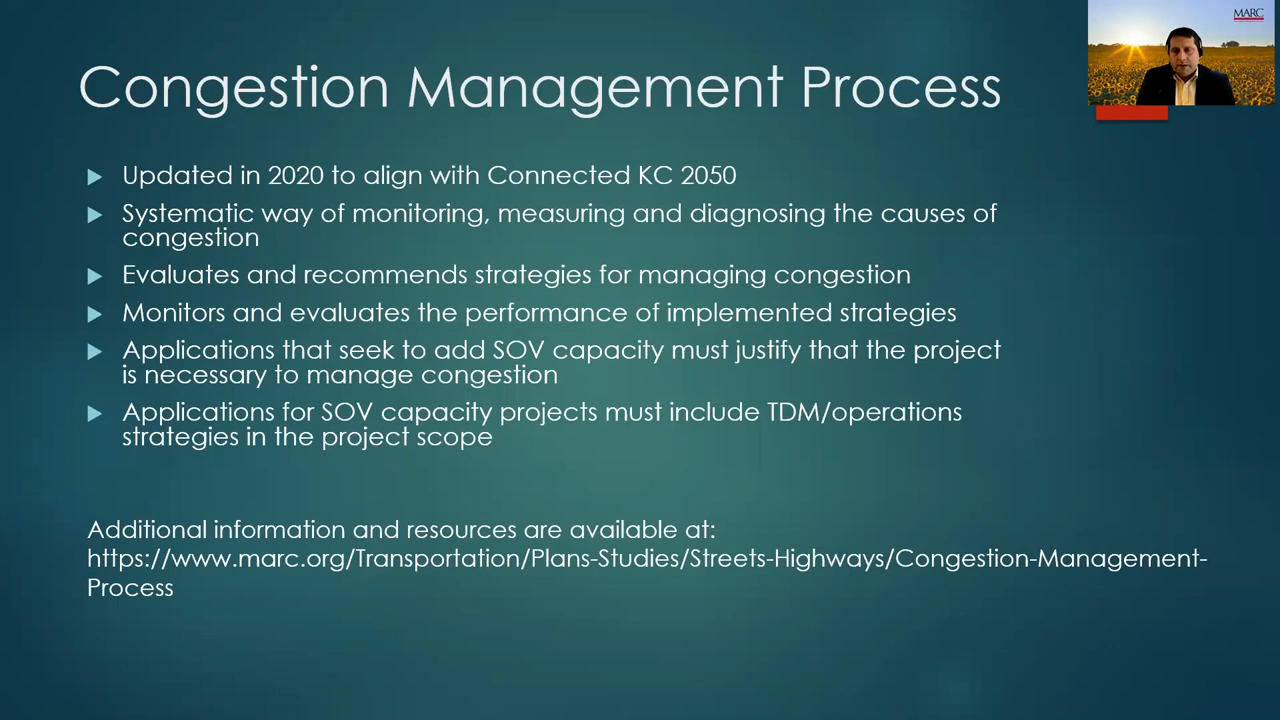 MARC
Congestion Management Process
Updated in 2020 to align with Connected KC 2050
Systematic way of monitoring, measuring and diagnosing the causes of
congestion
Evaluates and recommends strategies for managing congestion
Monitors and evaluates the performance of implemented strategies
Applications that seek to add SOV capacity must justify that the project
is necessary to manage congestion
Applications for SOV capacity projects must include TDM/operations
strategies in the project scope
Additional information and resources are available at:
https://www.marc.org/Transportation/Plans-Studies/Streets-Highways/Congestion-Management-
Process